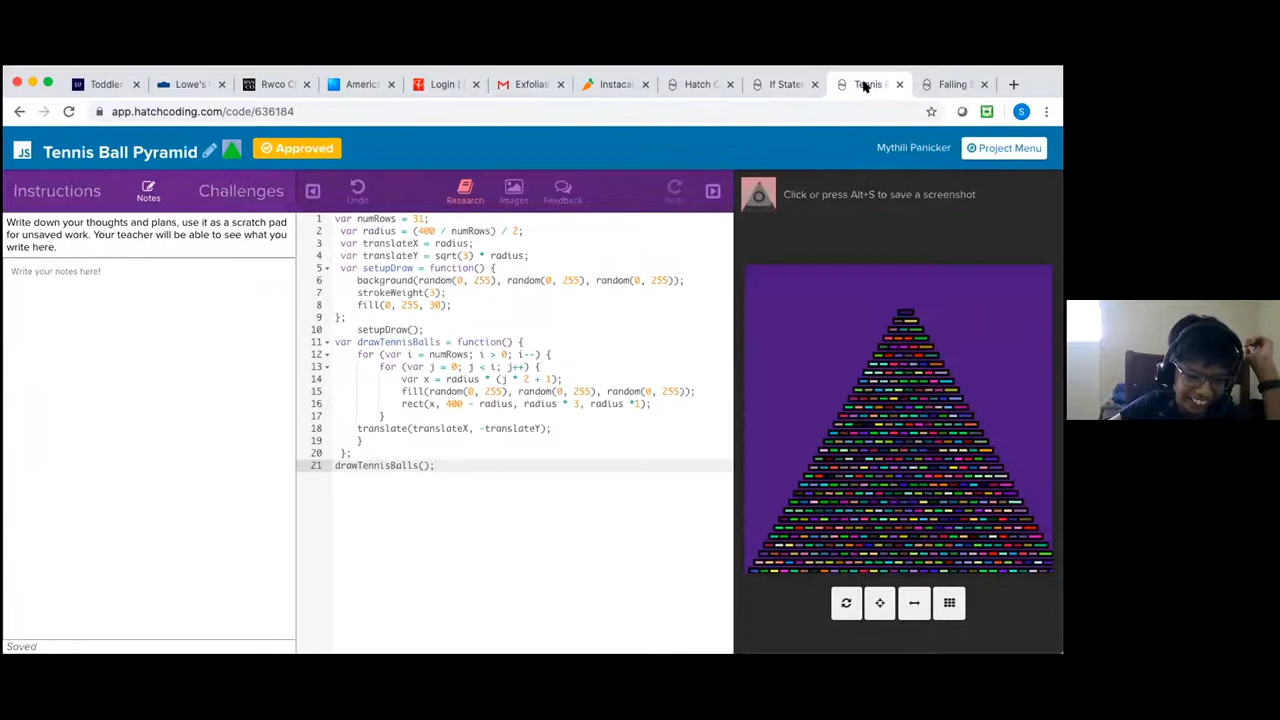 Toddler
Lowe's
Rwco C
America
Login |
Exfoliati
Instacar
Hatch C
If State
Tennis
Falling
app.hatchcoding.com/code/636184
S
JS
Tennis Ball Pyramid
Approved
Mythili Panicker
Project Menu
Instructions
Notes
Challenges
Undo
Research
Images
Feedback
Redo
Click or press Alt+S to save a screenshot
Write down your thoughts and plans, use it as a scratch pad
for unsaved work. Your teacher will be able to see what you
write here.
Write your notes here!
1 var numRows = 31;
2 var radius = (400 / numRows) / 2;
3 var translateX = radius;
4 var translateY = sqrt(3) * radius;
5 var setupDraw = function() {
6 background(random(0, 255), random(0, 255), random(0, 255));
7 strokeWeight(3);
8 fill(0, 255, 30);
9 };
10 setupDraw();
11 var drawTennisBalls = function() {
12 for (var i = numRows; i > 0; i--) {
13 for (var j = 0; j < i; j++) {
14 var x = radius * (j * 2 + 1);
15 fill(random(0, 255), random(0, 255), random(0, 255));
16 rect(x, 400 - radius, radius * 3, radius *1);
17 }
18 translate(translateX, -translateY);
19 }
20 };
21 drawTennisBalls();
Saved